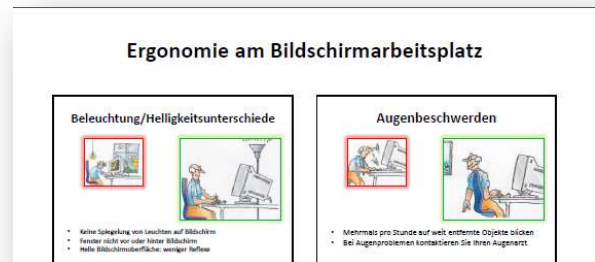 Ergonomie am Bildschirmarbeitsplatz
Beleuchtung/Helligkeitsunterschiede
• Keine Spiegelung von Leuchten auf Bildschirm
• Fenster nicht vor oder hinter Bildschirm
• Helle Bildschirmoberfläche: weniger Reflexe
Augenbeschwerden
• Mehrmals pro Stunde auf weit entfernte Objekte blicken
• Bei Augenproblemen kontaktieren Sie Ihren Augenarzt